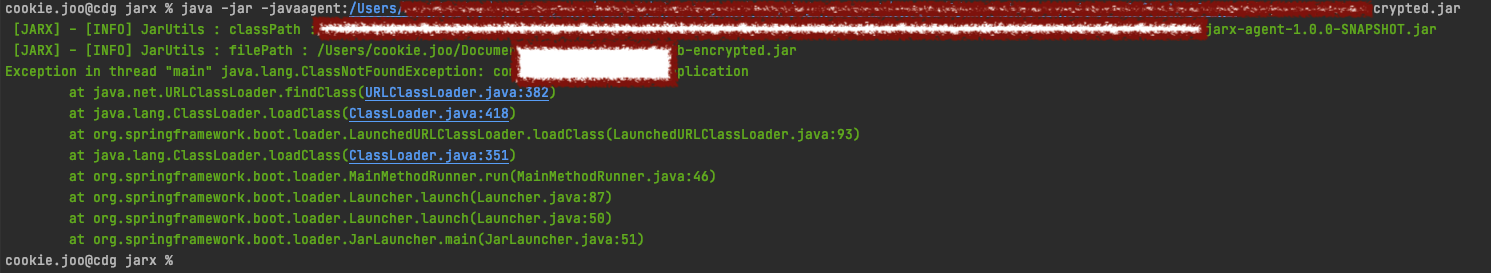 cookie.joo@cdg jarx % java -jar -javaagent:/Users/ crypted.jar
[JARX] - [INFO] JarUtils : classPath : jarx-agent-1.0.0-SNAPSHOT.jar
[JARX] - [INFO] JarUtils : filePath : /Users/cookie.joo/Documen b-encrypted.jar
Exception in thread "main" java.lang.ClassNotFoundException: com plication
at java.net.URLClassLoader.findClass(URLClassLoader.java:382)
at java.lang.ClassLoader.loadClass(ClassLoader.java:418)
at org.springframework.boot.loader.LaunchedURLClassLoader.loadClass(LaunchedURLClassLoader.java:93)
at java.lang.ClassLoader.loadClass(ClassLoader.java:351)
at org.springframework.boot.loader.MainMethodRunner.run(MainMethodRunner.java:46)
at org.springframework.boot.loader.Launcher.launch(Launcher.java:87)
at org.springframework.boot.loader.Launcher.launch(Launcher.java:50)
at org.springframework.boot.loader.JarLauncher.main(JarLauncher.java:51)
cookie.joo@cdg jarx %